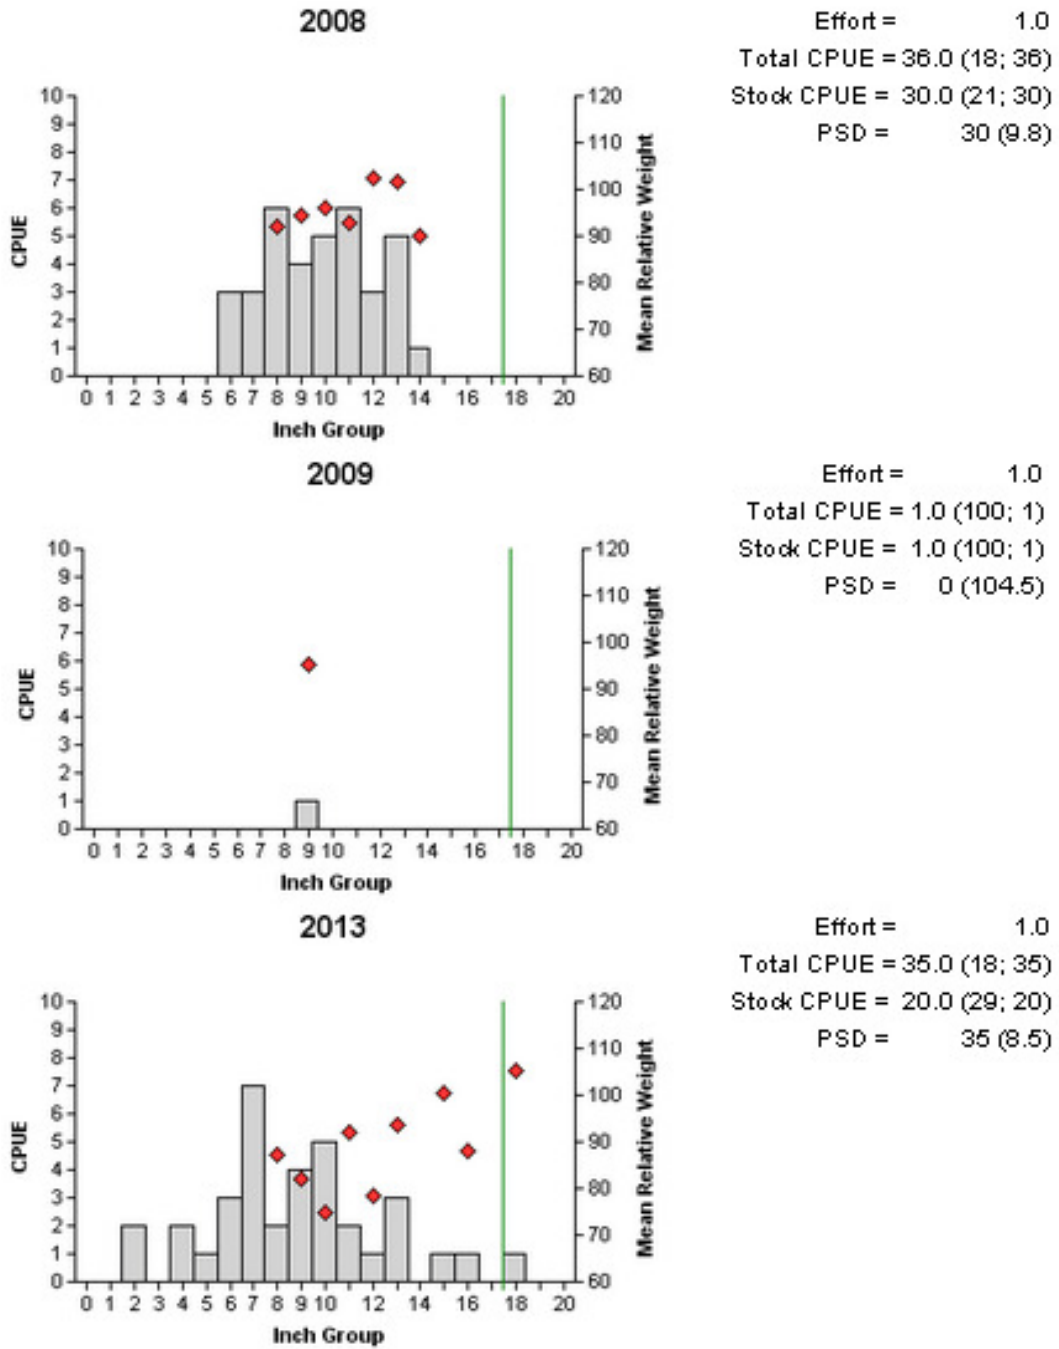 2008
Effort = 1.0
Total CPUE = 36.0 (18; 36)
Stock CPUE = 30.0 (21; 30)
PSD = 30 (9.8)
10
9
8
7
6
5
4
3
2
1
0
CPUE
120
110
100
90
80
70
60
Mean Relative Weight
0 1 2 3 4 5 6 7 8 9 10 12 14 16 18 20
Inch Group
2009
Effort = 1.0
Total CPUE = 1.0 (100; 1)
Stock CPUE = 1.0 (100; 1)
PSD = 0 (104.5)
10
9
8
7
6
5
4
3
2
1
0
CPUE
120
110
100
90
80
70
60
Mean Relative Weight
0 1 2 3 4 5 6 7 8 9 10 12 14 16 18 20
Inch Group
2013
Effort = 1.0
Total CPUE = 35.0 (18; 35)
Stock CPUE = 20.0 (29; 20)
PSD = 35 (8.5)
10
9
8
7
6
5
4
3
2
1
0
CPUE
120
110
100
90
80
70
60
Mean Relative Weight
0 1 2 3 4 5 6 7 8 9 10 12 14 16 18 20
Inch Group